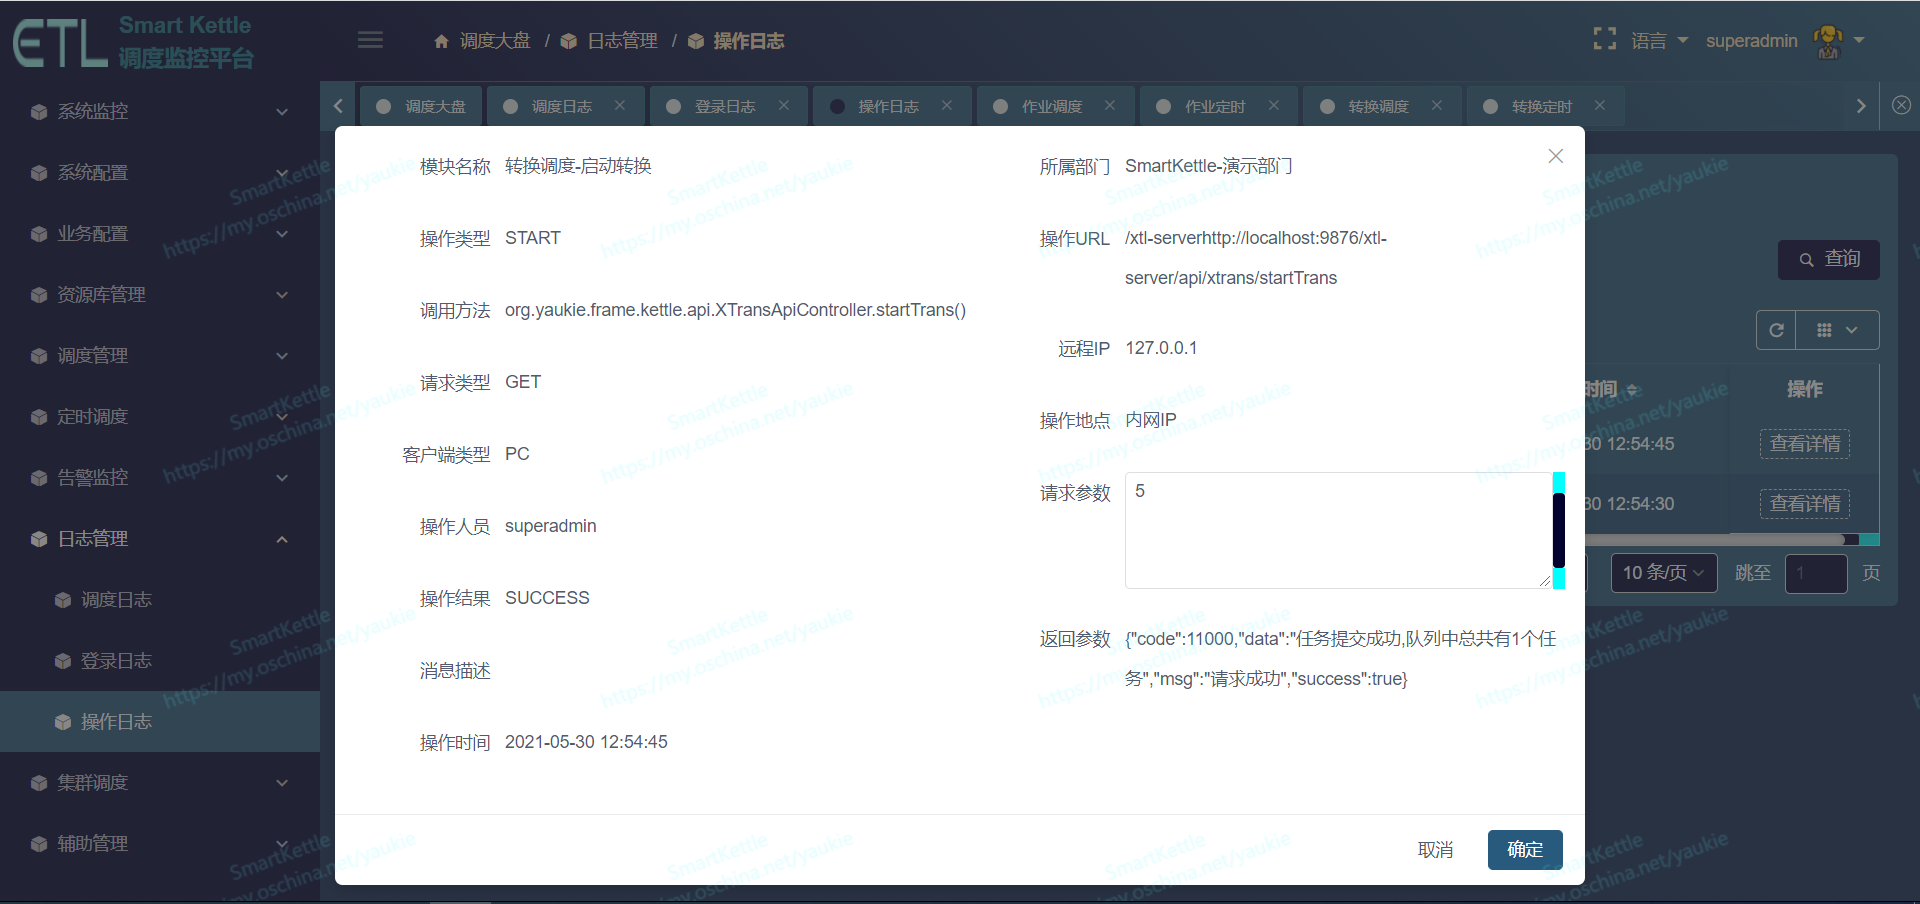 ETL
Smart Kettle
调度监控平台
调度大盘 / 日志管理 / 操作日志
语言
superadmin
调度大盘
调度日志
登录日志
操作日志
作业调度
作业定时
转换调度
转换定时
系统监控
系统配置
业务配置
资源库管理
调度管理
定时调度
告警监控
日志管理
调度日志
登录日志
操作日志
集群调度
辅助管理
模块名称 转换调度-启动转换
操作类型 START
调用方法 org.yaukie.frame.kettle.api.XTransApiController.startTrans()
请求类型 GET
客户端类型 PC
操作人员 superadmin
操作结果 SUCCESS
消息描述
操作时间 2021-05-30 12:54:45
所属部门 SmartKettle-演示部门
操作URL /xtl-serverhttp://localhost:9876/xtl-
server/api/xtrans/startTrans
远程IP 127.0.0.1
操作地点 内网IP
请求参数 5
返回参数 {"code":11000,"data":"任务提交成功,队列中总共有1个任
务","msg":"请求成功","success":true}
取消
确定
查询
时间 操作
30 12:54:45 查看详情
30 12:54:30 查看详情
10 条/页 跳至 1 页
SmartKettle
https://my.oschina.net/yaukie